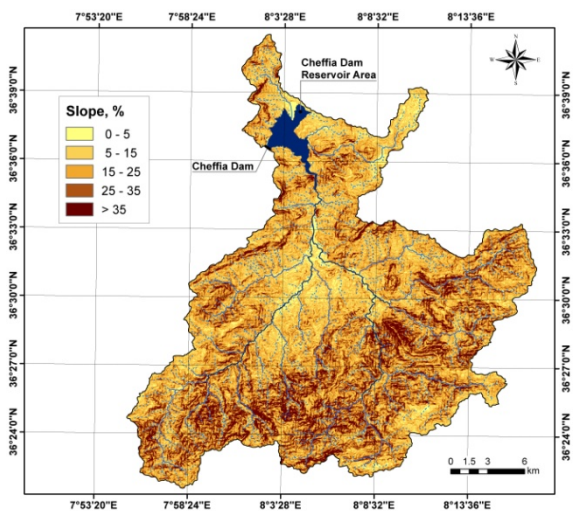 7°53'20"E 7°58'24"E 8°3'28"E 8°8'32"E 8°13'36"E
Cheffia Dam
Reservoir Area
N
W E
S
36°39'0"N 36°39'0"N
Slope, %
0 - 5
5 - 15
15 - 25
25 - 35
> 35
36°36'0"N 36°36'0"N
Cheffia Dam
36°33'0"N 36°33'0"N
36°30'0"N 36°30'0"N
36°27'0"N 36°27'0"N
36°24'0"N 36°24'0"N
0 1.5 3 6
km
7°53'20"E 7°58'24"E 8°3'28"E 8°8'32"E 8°13'36"E